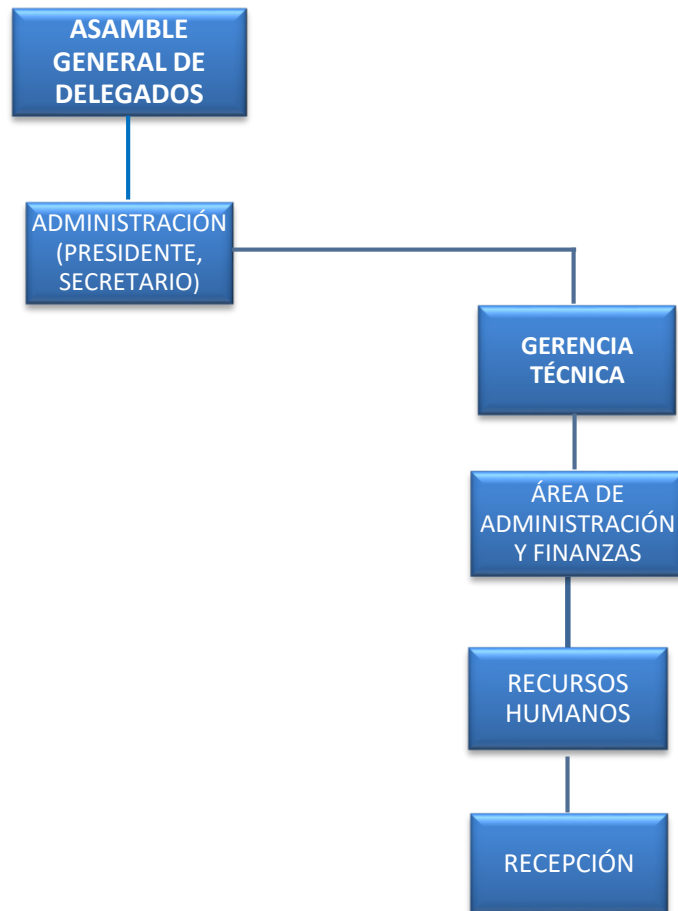 ASAMBLE
GENERAL DE
DELEGADOS
ADMINISTRACIÓN
(PRESIDENTE,
SECRETARIO)
GERENCIA
TÉCNICA
ÁREA DE
ADMINISTRACIÓN
Y FINANZAS
RECURSOS
HUMANOS
RECEPCIÓN